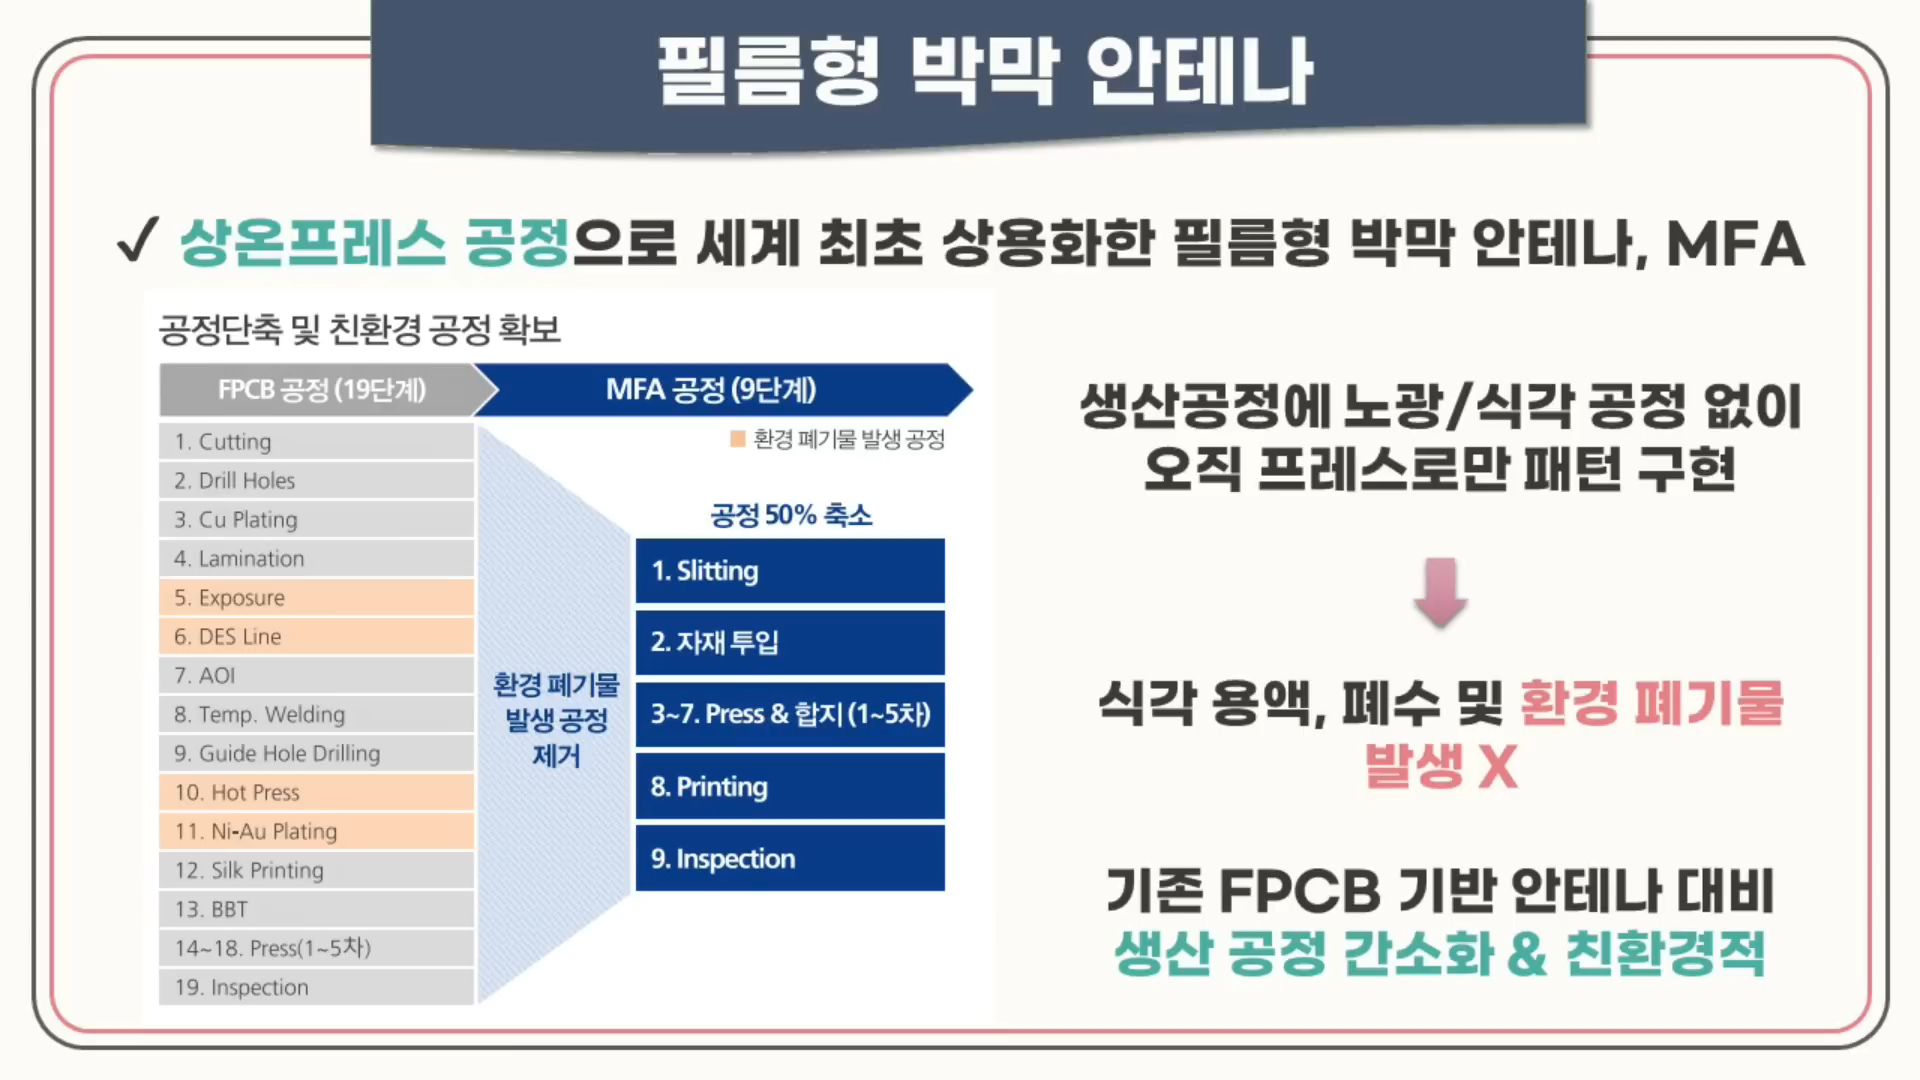 필름형 박막 안테나
✓ 상온프레스 공정으로 세계 최초 상용화한 필름형 박막 안테나, MFA
공정단축 및 친환경 공정 확보
FPCB 공정 (19단계)
MFA 공정 (9단계)
1. Cutting
2. Drill Holes
3. Cu Plating
4. Lamination
5. Exposure
6. DES Line
7. AOI
8. Temp. Welding
9. Guide Hole Drilling
10. Hot Press
11. Ni-Au Plating
12. Silk Printing
13. BBT
14~18. Press(1~5차)
19. Inspection
환경 폐기물
발생 공정
제거
환경 폐기물 발생 공정
공정 50% 축소
1. Slitting
2. 자재 투입
3~7. Press & 합지 (1~5차)
8. Printing
9. Inspection
생산공정에 노광/식각 공정 없이
오직 프레스로만 패턴 구현
식각 용액, 폐수 및 환경 폐기물
발생 X
기존 FPCB 기반 안테나 대비
생산 공정 간소화 & 친환경적